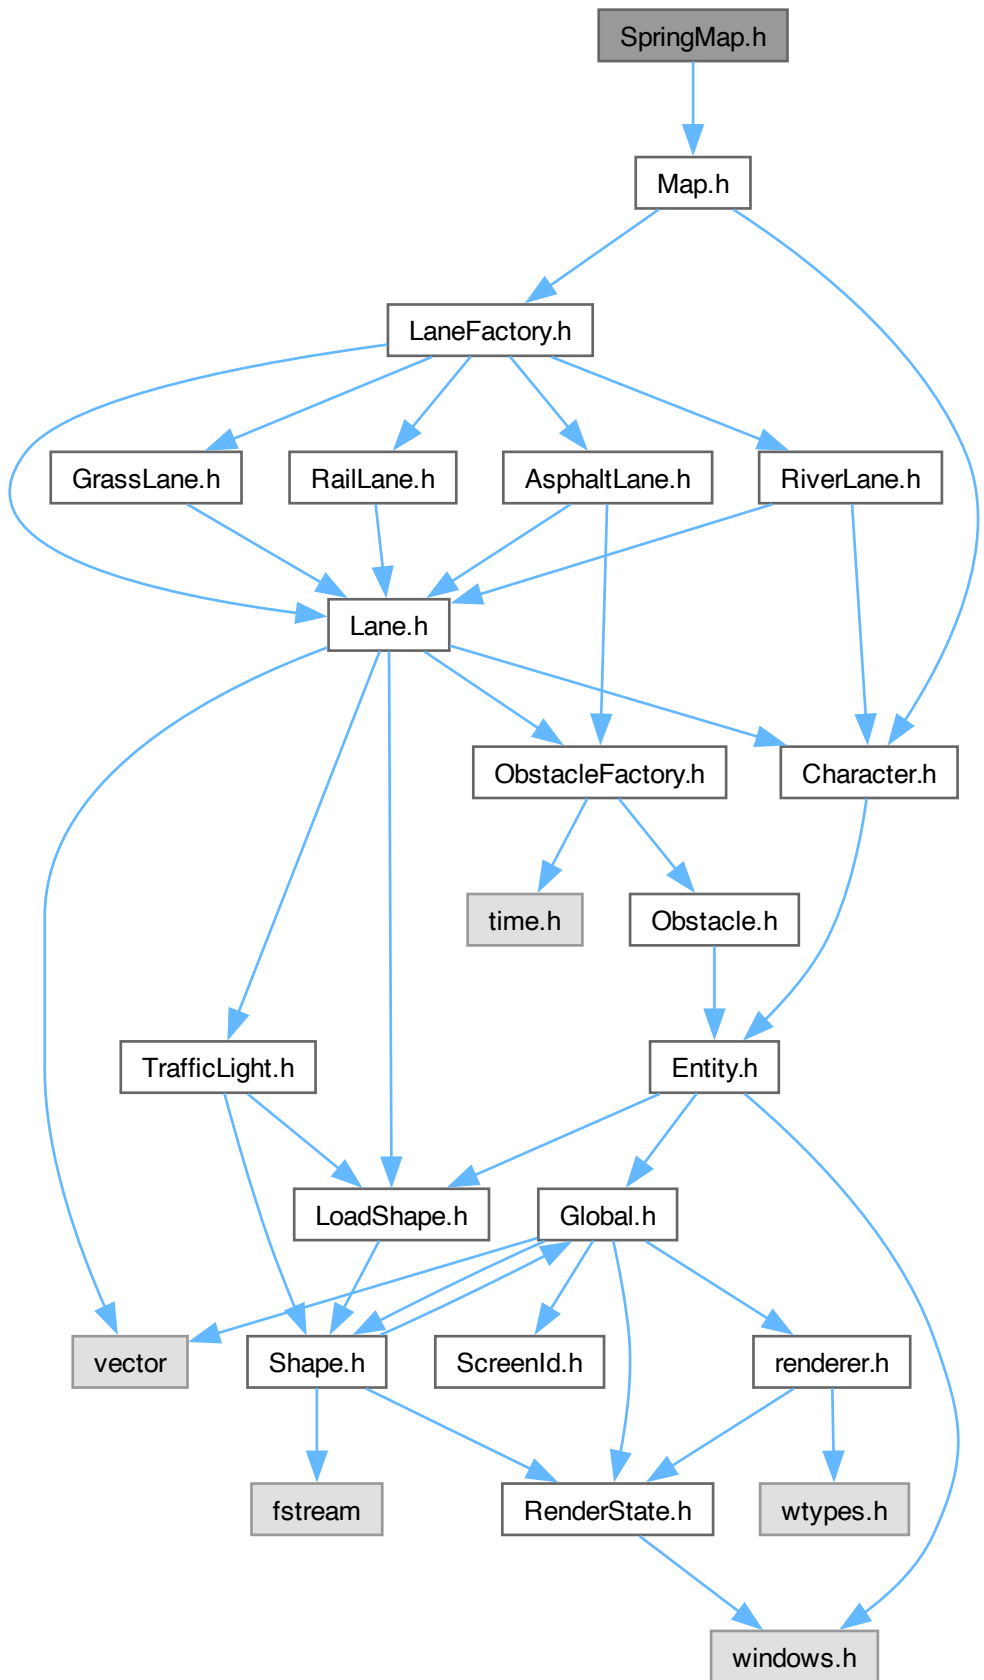 SpringMap.h
Map.h
LaneFactory.h
GrassLane.h
RailLane.h
AsphaltLane.h
RiverLane.h
Lane.h
ObstacleFactory.h
Character.h
time.h
Obstacle.h
TrafficLight.h
Entity.h
LoadShape.h
Global.h
vector
Shape.h
ScreenId.h
renderer.h
fstream
RenderState.h
wtypes.h
windows.h